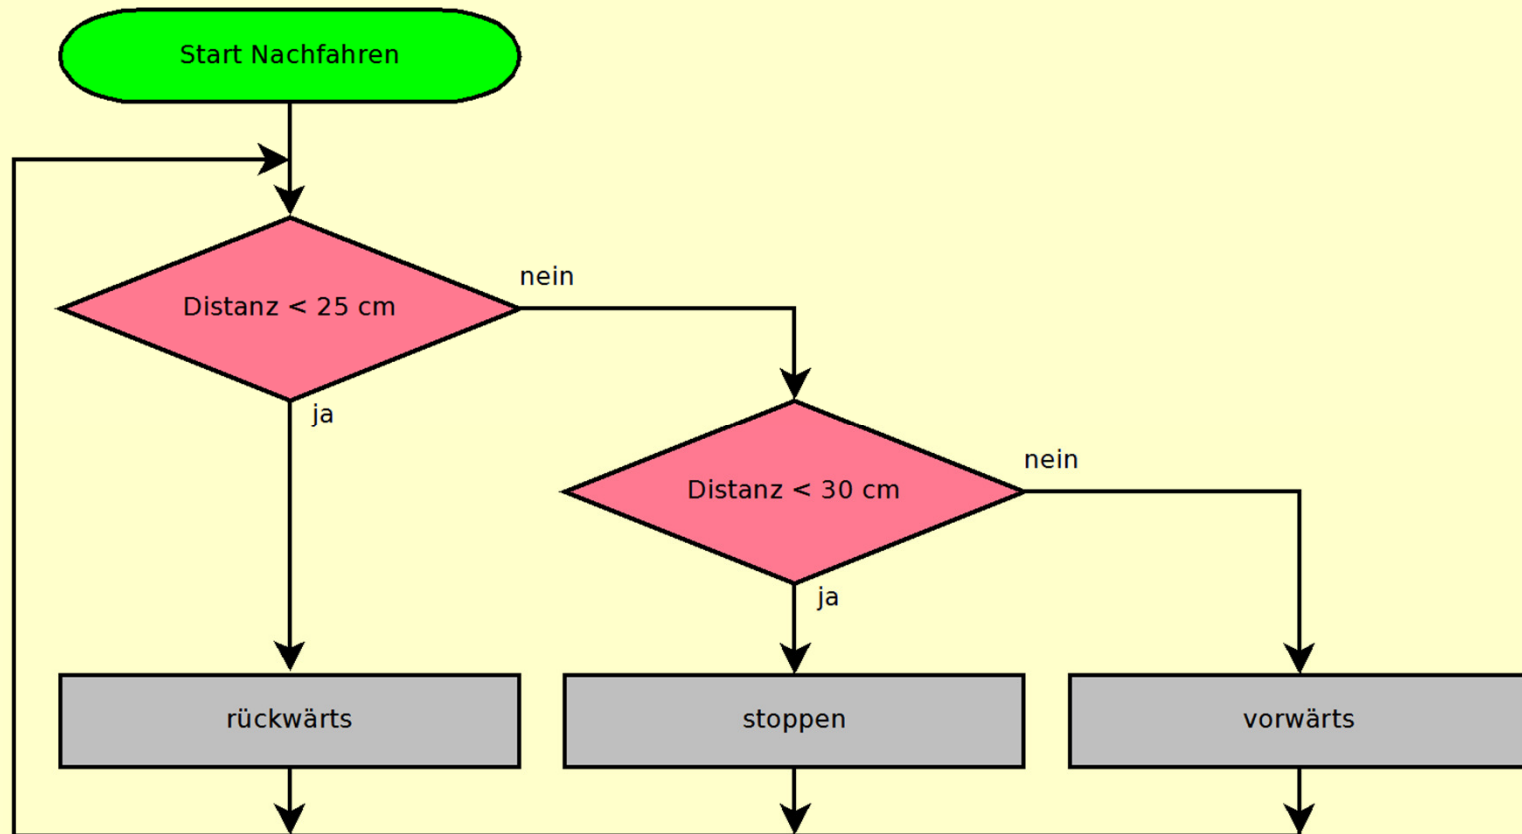 Start Nachfahren
nein
Distanz < 25 cm
ja
nein
Distanz < 30 cm
ja
rückwärts
stoppen
vorwärts